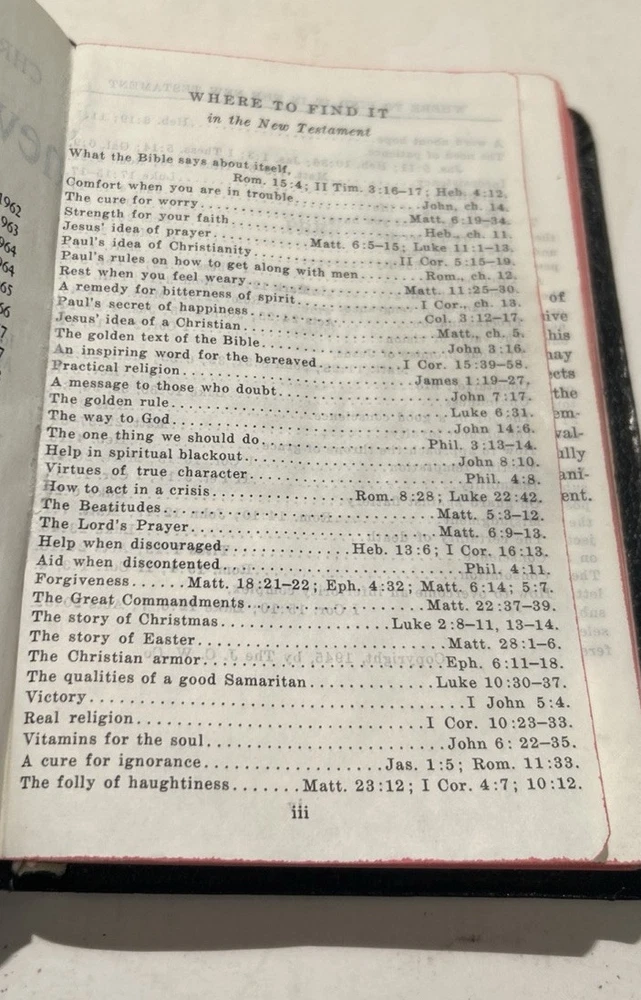 WHERE TO FIND IT
in the New Testament
What the Bible says about itself,
Rom. 15:4; II Tim. 3:16–17; Heb. 4:12.
Comfort when you are in trouble..................John, ch. 14.
The cure for worry..............................Matt. 6:19–34.
Strength for your faith............................Heb., ch. 11.
Jesus' idea of prayer..........Matt. 6:5–15; Luke 11:1–13.
Paul's idea of Christianity......................II Cor. 5:15–19.
Paul's rules on how to get along with men........Rom., ch. 12.
Rest when you feel weary......................Matt. 11:25–30.
A remedy for bitterness of spirit..................I Cor., ch. 13.
Paul's secret of happiness......................Col. 3:12–17.
Jesus' idea of a Christian........................Matt., ch. 5.
The golden text of the Bible........................John 3:16.
An inspiring word for the bereaved..........I Cor. 15:39–58.
Practical religion..............................James 1:19–27.
A message to those who doubt....................John 7:17.
The golden rule..................................Luke 6:31.
The way to God..................................John 14:6.
The one thing we should do....................Phil. 3:13–14.
Help in spiritual blackout..........................John 8:10.
Virtues of true character..........................Phil. 4:8.
How to act in a crisis................Rom. 8:28; Luke 22:42.
The Beatitudes................................Matt. 5:3–12.
The Lord's Prayer..............................Matt. 6:9–13.
Help when discouraged..............Heb. 13:6; I Cor. 16:13.
Aid when discontented............................Phil. 4:11.
Forgiveness......Matt. 18:21–22; Eph. 4:32; Matt. 6:14; 5:7.
The Great Commandments....................Matt. 22:37–39.
The story of Christmas..................Luke 2:8–11, 13–14.
The story of Easter............................Matt. 28:1–6.
The Christian armor............................Eph. 6:11–18.
The qualities of a good Samaritan..............Luke 10:30–37.
Victory..........................................I John 5:4.
Real religion................................I Cor. 10:23–33.
Vitamins for the soul..........................John 6: 22–35.
A cure for ignorance....................Jas. 1:5; Rom. 11:33.
The folly of haughtiness.......Matt. 23:12; I Cor. 4:7; 10:12.
iii